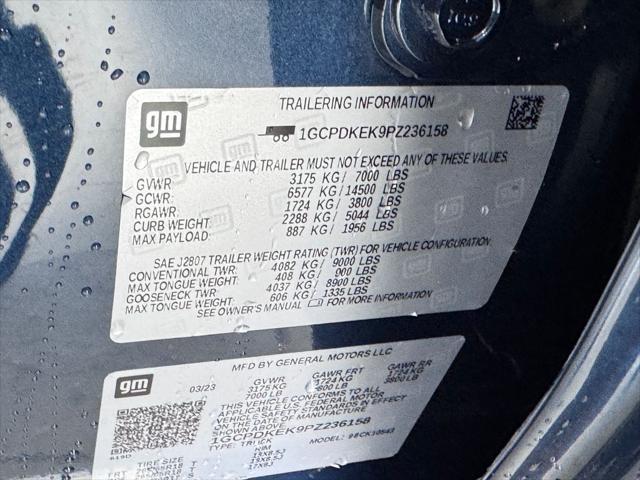 ICS
gm
TRAILERING INFORMATION
1GCPDKEK9PZ236158
VEHICLE AND TRAILER MUST NOT EXCEED ANY OF THESE VALUES.
GVWR: 3175 KG/ 7000 LBS
GCWR: 6577 KG/ 14500 LBS
RGAWR: 1724 KG/ 3800 LBS
CURB WEIGHT: 2288 KG/ 5044 LBS
MAX PAYLOAD: 887 KG/ 1956 LBS
SAE J2807 TRAILER WEIGHT RATING (TWR) FOR VEHICLE CONFIGURATION.
CONVENTIONAL TWR: 4082 KG/ 9000 LBS
MAX TONGUE WEIGHT: 408 KG/ 900 LBS
GOOSENECK TWR: 4037 KG/ 8900 LBS
MAX TONGUE WEIGHT: 606 KG/ 1335 LBS
SEE OWNER'S MANUAL FOR MORE INFORMATION
gm
MFD BY GENERAL MOTORS LLC
03/23 GVWR GAWR FRT GAWR RR
3175 KG 1724 KG 1724 KG
7000 LB 3800 LB 3800 LB
THIS VEHICLE CONFORMS TO ALL
APPLICABLE U.S. FEDERAL MOTOR
VEHICLE SAFETY STANDARDS IN EFFECT
ON THE DATE OF MANUFACTURE
SHOWN ABOVE.
1GCPDKEK9PZ236158
TYPE: TRUCK MODEL:
TIRE SIZE RIM
FRT